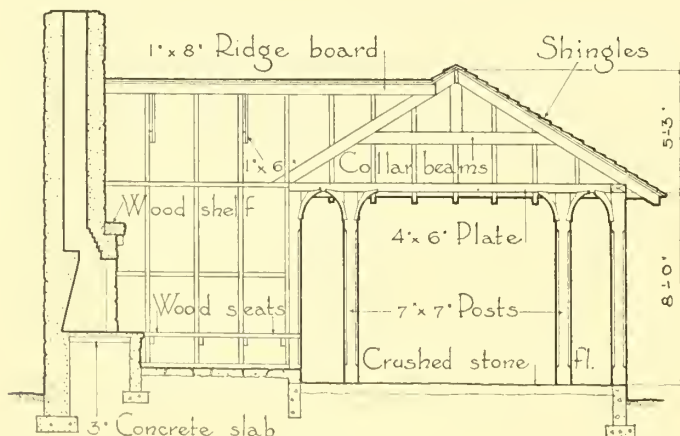 1" x 8" Ridge board
Shingles
1" x 6"
Collar beams
5'-3"
Wood shelf
4" x 6" Plate
8'-0"
Wood seats
7" x 7" Posts
Crushed stone fl.
3" Concrete slab